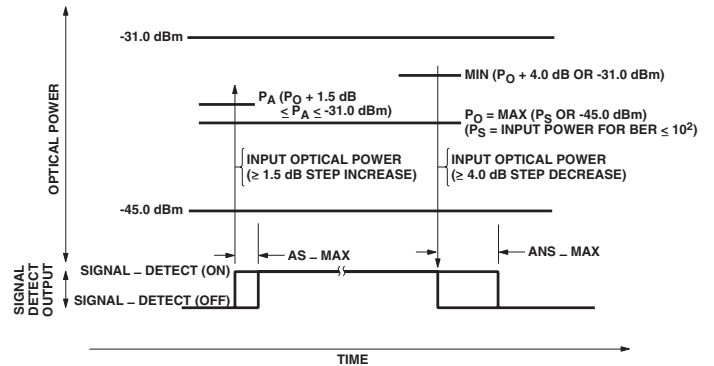 OPTICAL POWER
-31.0 dBm
MIN (PO + 4.0 dB OR -31.0 dBm)
PA (PO + 1.5 dB
≤ PA ≤ -31.0 dBm)
PO = MAX (PS OR -45.0 dBm)
(PS = INPUT POWER FOR BER ≤ 10²)
INPUT OPTICAL POWER
(≥ 1.5 dB STEP INCREASE)
INPUT OPTICAL POWER
(≥ 4.0 dB STEP DECREASE)
-45.0 dBm
AS – MAX
ANS – MAX
SIGNAL
DETECT
OUTPUT
SIGNAL – DETECT (ON)
SIGNAL – DETECT (OFF)
TIME